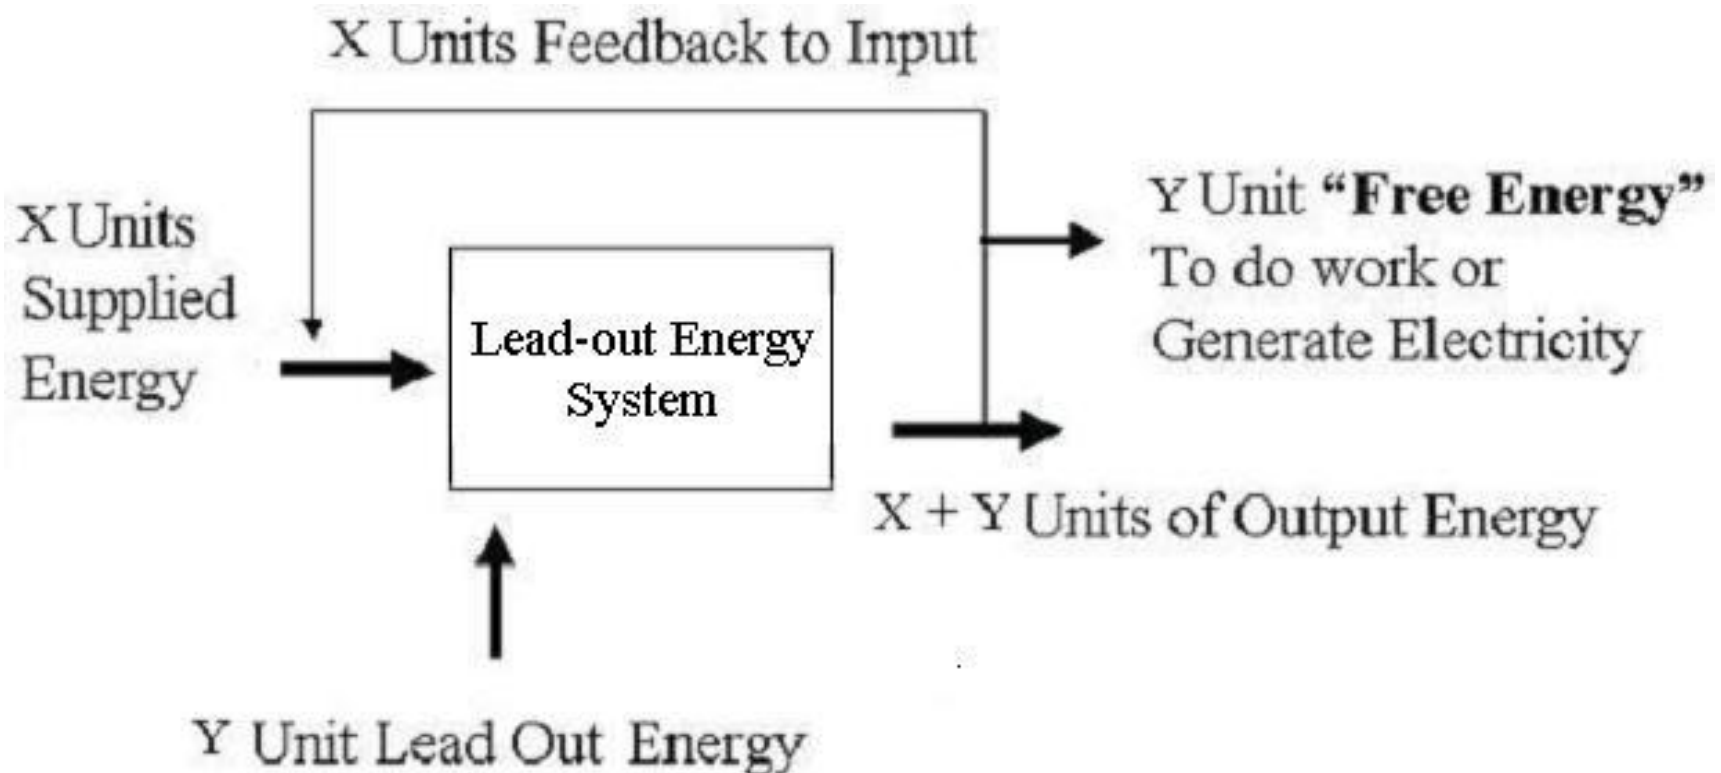 X Units Feedback to Input
X Units
Supplied
Energy
Lead-out Energy
System
Y Unit “Free Energy”
To do work or
Generate Electricity
X + Y Units of Output Energy
Y Unit Lead Out Energy